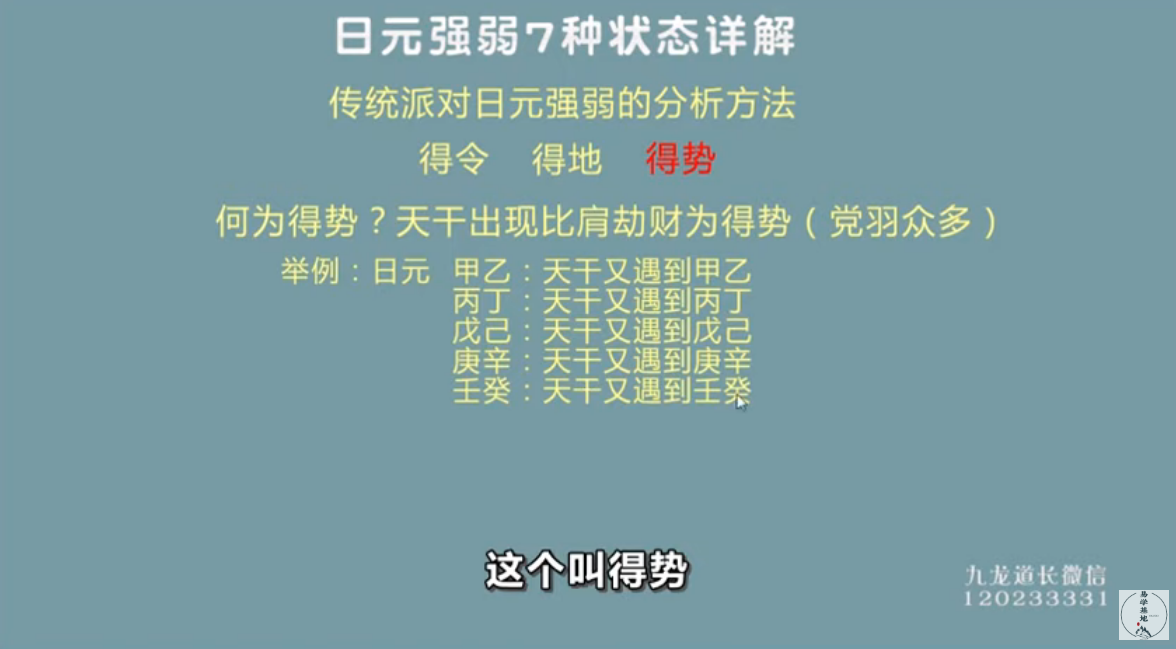 日元强弱7种状态详解
传统派对日元强弱的分析方法
得令 得地 得势
何为得势？天干出现比肩劫财为得势（党羽众多）
举例：日元 甲乙：天干又遇到甲乙
丙丁：天干又遇到丙丁
戊己：天干又遇到戊己
庚辛：天干又遇到庚辛
壬癸：天干又遇到壬癸
这个叫得势
九龙道长微信
120233331
易学基地